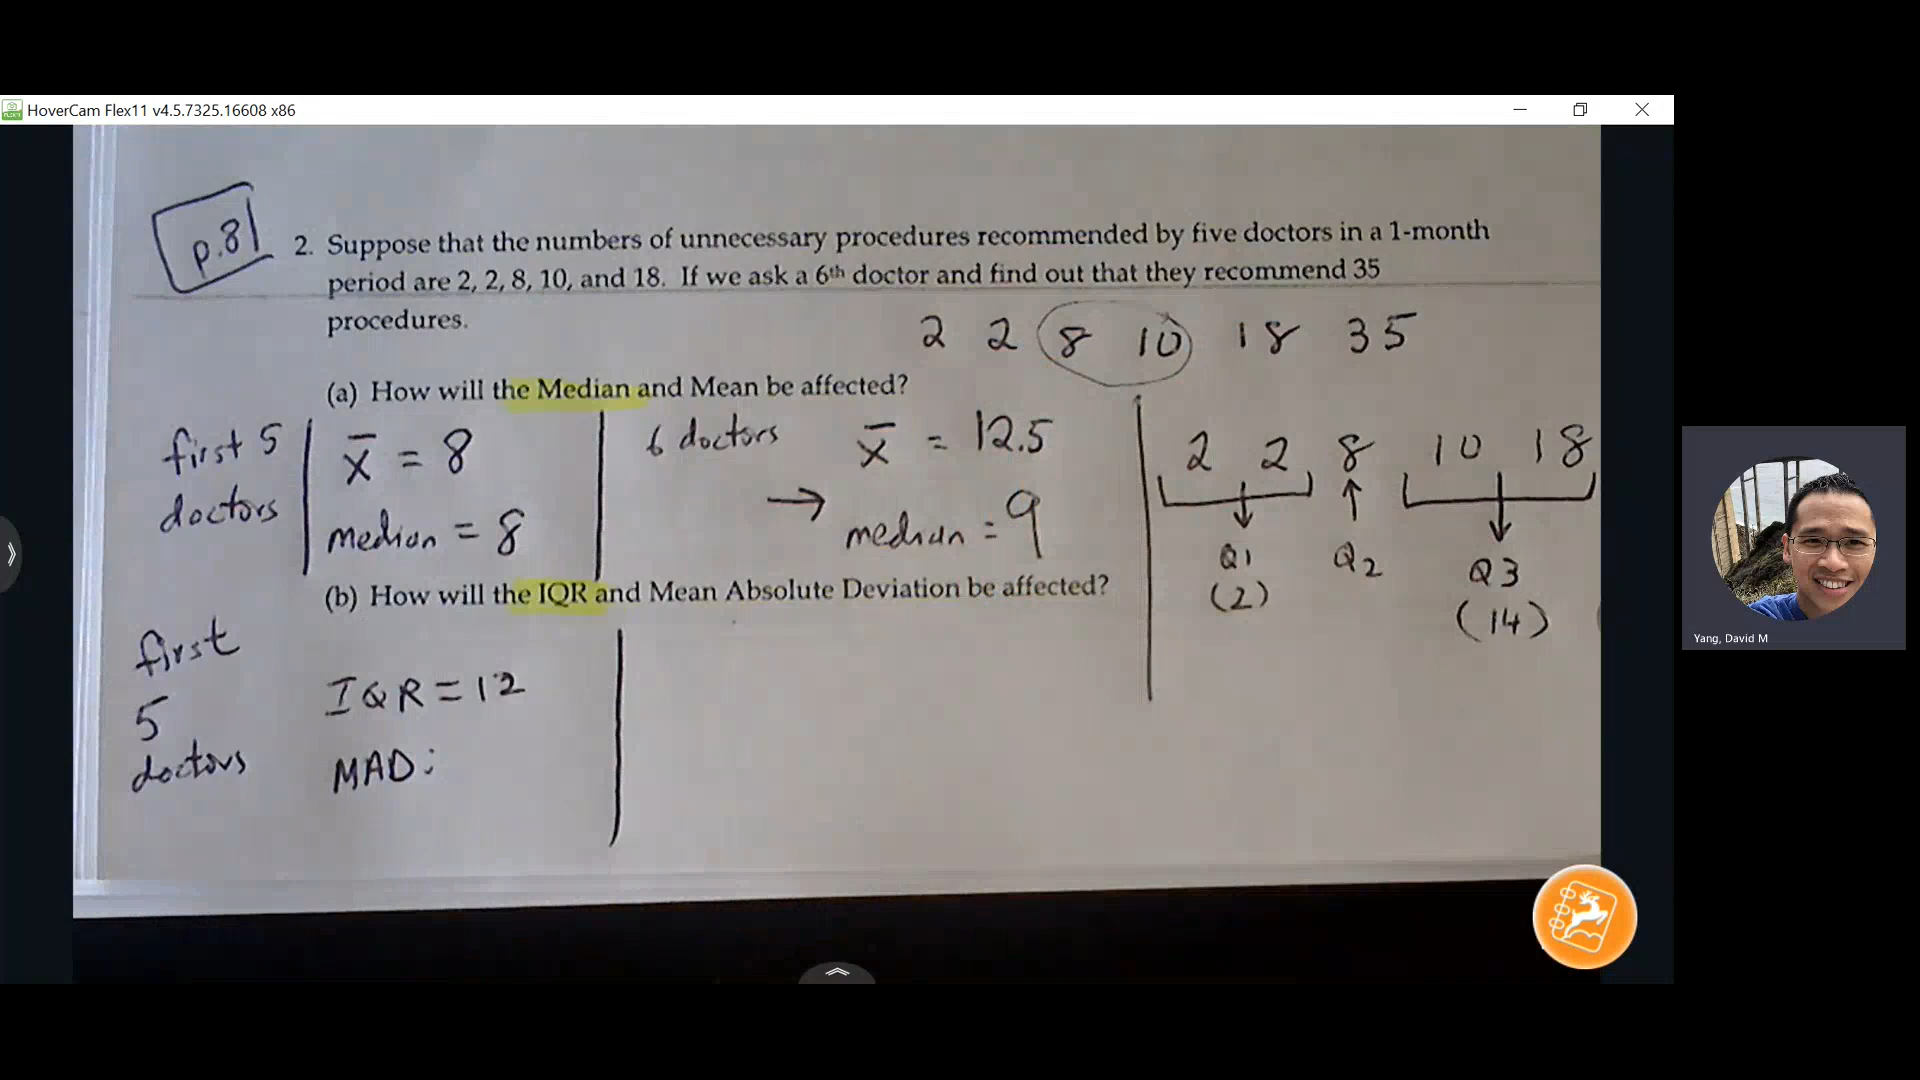 HoverCam Flex11 v4.5.7325.16608 x86
p.8
2. Suppose that the numbers of unnecessary procedures recommended by five doctors in a 1-month
period are 2, 2, 8, 10, and 18. If we ask a 6th doctor and find out that they recommend 35
procedures.
2 2 8 10 18 35
(a) How will the Median and Mean be affected?
first 5
doctors
x̄ = 8
median = 8
6 doctors x̄ = 12.5
→ median = 9
2 2 8 10 18
Q1 Q2 Q3
(2) (14)
(b) How will the IQR and Mean Absolute Deviation be affected?
first
5
doctors
IQR = 12
MAD:
Yang, David M